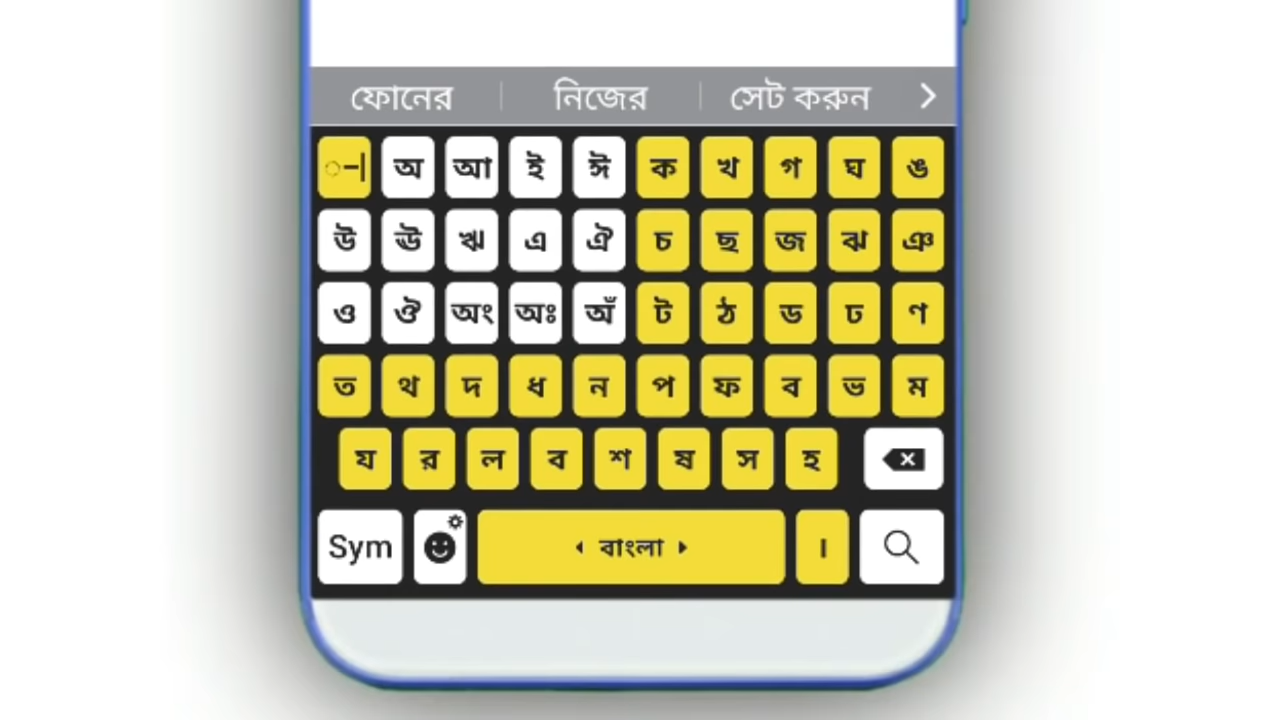 ফোনের নিজের সেট করুন
অ আ ই ঈ ক খ গ ঘ ঙ
উ ঊ ঋ এ ঐ চ ছ জ ঝ ঞ
ও ঔ অং অঃ অঁ ট ঠ ড ঢ ণ
ত থ দ ধ ন প ফ ব ভ ম
য র ল ব শ ষ স হ
Sym বাংলা ।